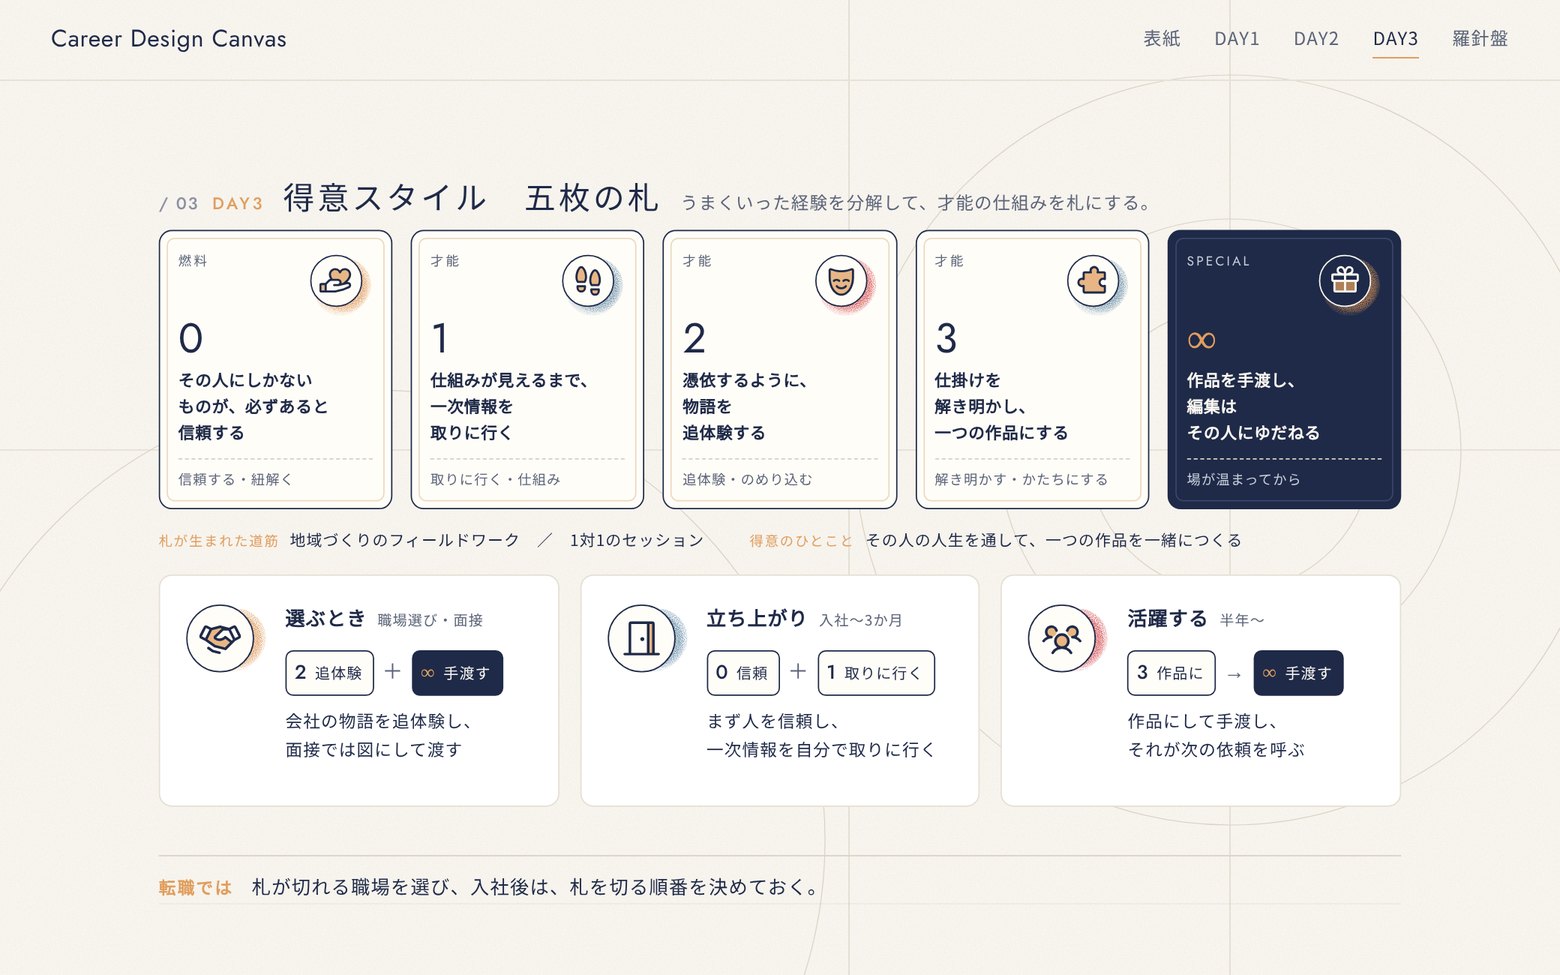 Career Design Canvas
表紙 DAY1 DAY2 DAY3 羅針盤
/ 03 DAY3 得意スタイル 五枚の札 うまくいった経験を分解して、才能の仕組みを札にする。
燃料
0
その人にしかない
ものが、必ずあると
信頼する
信頼する・紐解く
才能
1
仕組みが見えるまで、
一次情報を
取りに行く
取りに行く・仕組み
才能
2
憑依するように、
物語を
追体験する
追体験・のめり込む
才能
3
仕掛けを
解き明かし、
一つの作品にする
解き明かす・かたちにする
SPECIAL
∞
作品を手渡し、
編集は
その人にゆだねる
場が温まってから
札が生まれた道筋 地域づくりのフィールドワーク ／ 1対1のセッション 得意のひとこと その人の人生を通して、一つの作品を一緒につくる
選ぶとき 職場選び・面接
2 追体験 + ∞ 手渡す
会社の物語を追体験し、
面接では図にして渡す
立ち上がり 入社〜3か月
0 信頼 + 1 取りに行く
まず人を信頼し、
一次情報を自分で取りに行く
活躍する 半年〜
3 作品に → ∞ 手渡す
作品にして手渡し、
それが次の依頼を呼ぶ
転職では 札が切れる職場を選び、入社後は、札を切る順番を決めておく。